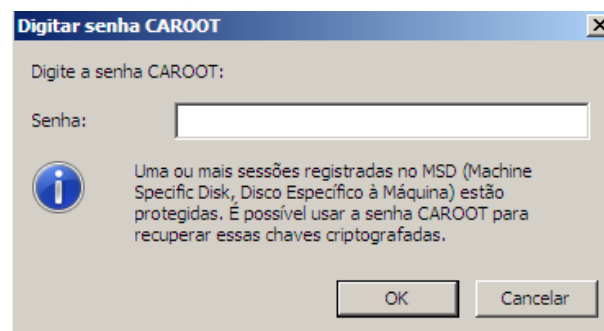 Digitar senha CAROOT
Digite a senha CAROOT:
Senha:
Uma ou mais sessões registradas no MSD (Machine
Specific Disk, Disco Específico à Máquina) estão
protegidas. É possível usar a senha CAROOT para
recuperar essas chaves criptografadas.
OK
Cancelar